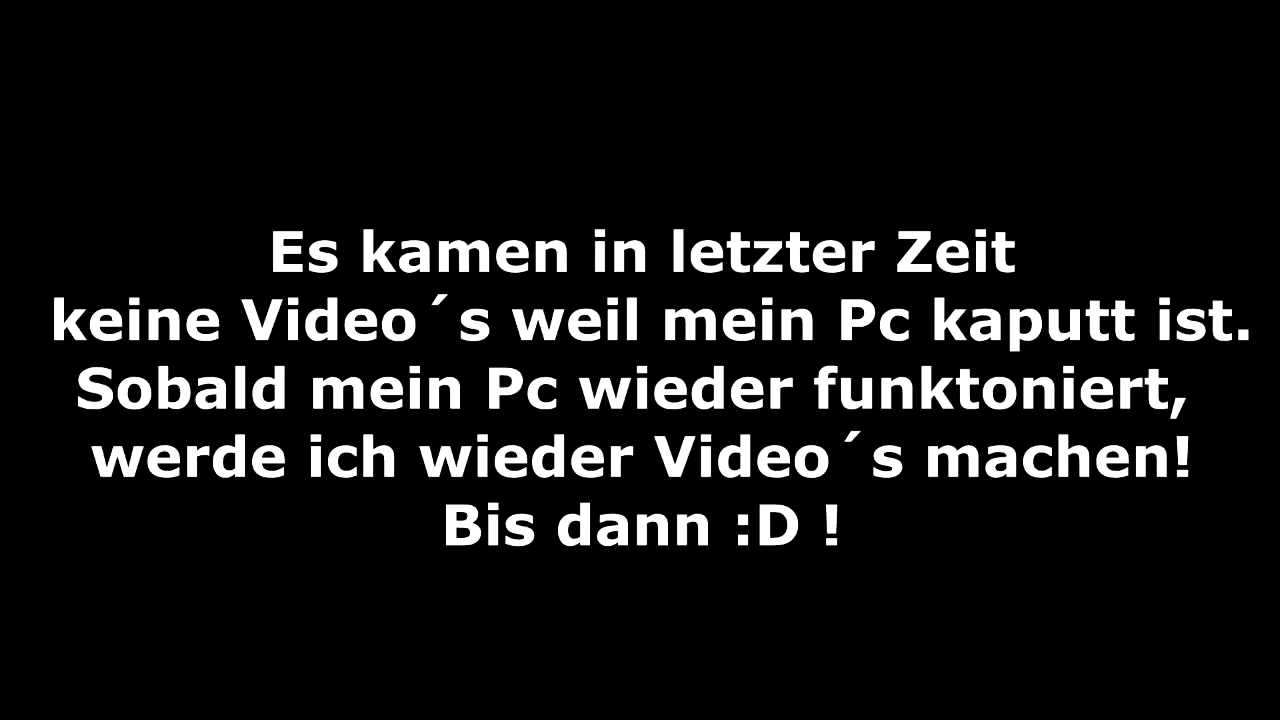 Es kamen in letzter Zeit
keine Video´s weil mein Pc kaputt ist.
Sobald mein Pc wieder funktoniert,
werde ich wieder Video´s machen!
Bis dann :D !